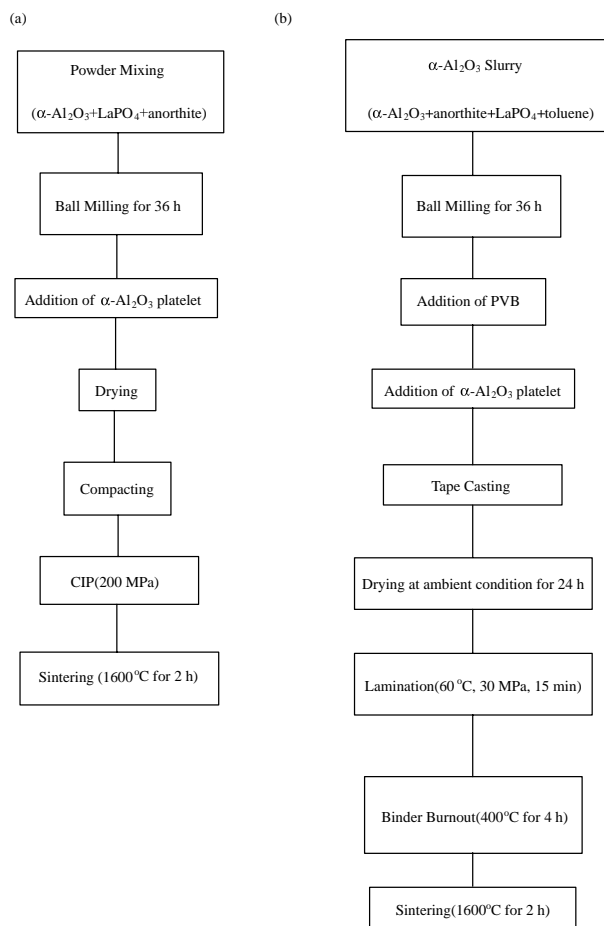 (a)
Powder Mixing
(α-Al₂O₃+LaPO₄+anorthite)
Ball Milling for 36 h
Addition of α-Al₂O₃ platelet
Drying
Compacting
CIP(200 MPa)
Sintering (1600°C for 2 h)
(b)
α-Al₂O₃ Slurry
(α-Al₂O₃+anorthite+LaPO₄+toluene)
Ball Milling for 36 h
Addition of PVB
Addition of α-Al₂O₃ platelet
Tape Casting
Drying at ambient condition for 24 h
Lamination(60 °C, 30 MPa, 15 min)
Binder Burnout(400°C for 4 h)
Sintering(1600°C for 2 h)